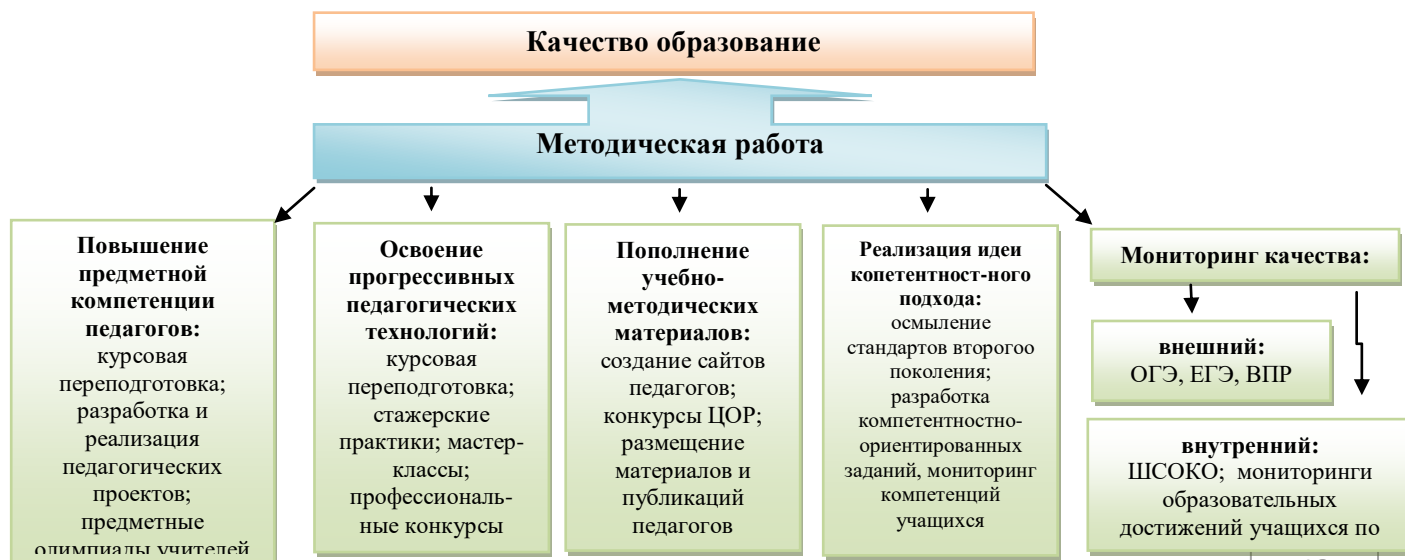 Качество образование
Методическая работа
Повышение
предметной
компетенции
педагогов:
курсовая
переподготовка;
разработка и
реализация
педагогических
проектов;
предметные
олимпиады учителей
Освоение
прогрессивных
педагогических
технологий:
курсовая
переподготовка;
стажерские
практики; мастер-
классы;
профессиональ-
ные конкурсы
Пополнение
учебно-
методических
материалов:
создание сайтов
педагогов;
конкурсы ЦОР;
размещение
материалов и
публикаций
педагогов
Реализация идеи
копетентност-ного
подхода:
осмыление
стандартов второгоо
поколения;
разработка
компетентностно-
ориентированных
заданий, мониторинг
компетенций
учащихся
Мониторинг качества:
внешний:
ОГЭ, ЕГЭ, ВПР
внутренний:
ШСОКО; мониторинги
образовательных
достижений учащихся по